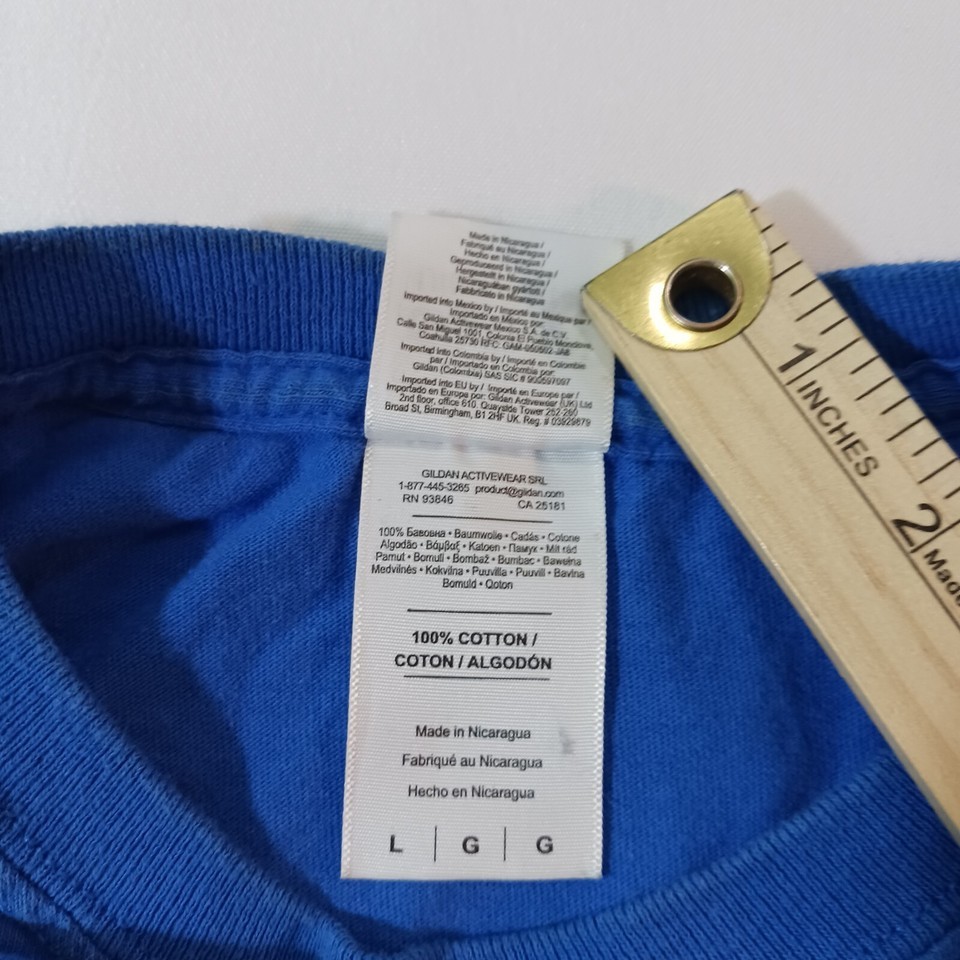 Made in Nicaragua /
Fabriqué au Nicaragua /
Hecho en Nicaragua /
Geproduceerd in Nicaragua /
Hergestellt in Nicaragua /
Nicaraguában gyártott /
Fabbricato in Nicaragua
Imported into Mexico by / Importé au Mexique par /
Importado en México por:
Gildan Activewear Mexico S.A. de C.V.
Calle San Miguel 1001, Colonia El Pueblo Monclova,
Coahuila 25730 RFC:
Imported into Colombia by / Importé en Colombie
par / Importado en Colombia por:
Gildan (Colombia) SAS SIC # 900597097
Imported into EU by / Importé en Europe par /
Importado en Europa por: Gildan Activewear (UK) Ltd
2nd floor, office 610, Quayside Tower 252-260
Broad St, Birmingham, B1 2HF UK. Reg. # 03929879
GILDAN ACTIVEWEAR SRL
1-877-445-3265 product@gildan.com
RN 93846 CA 25181
100% Бавовна • Baumwolle • Cadás • Cotone
Algodão • Βάμβαξ • Katoen • Памук • Mit răd
Pamut • Bomull • Bombaž • Bumbac • Bawełna
Medvilnės • Kokvilna • Puuvilla • Puuvill • Bavlna
Bomuld • Qoton
100% COTTON /
COTON / ALGODÓN
Made in Nicaragua
Fabriqué au Nicaragua
Hecho en Nicaragua
L | G | G
1 INCHES
2 Made